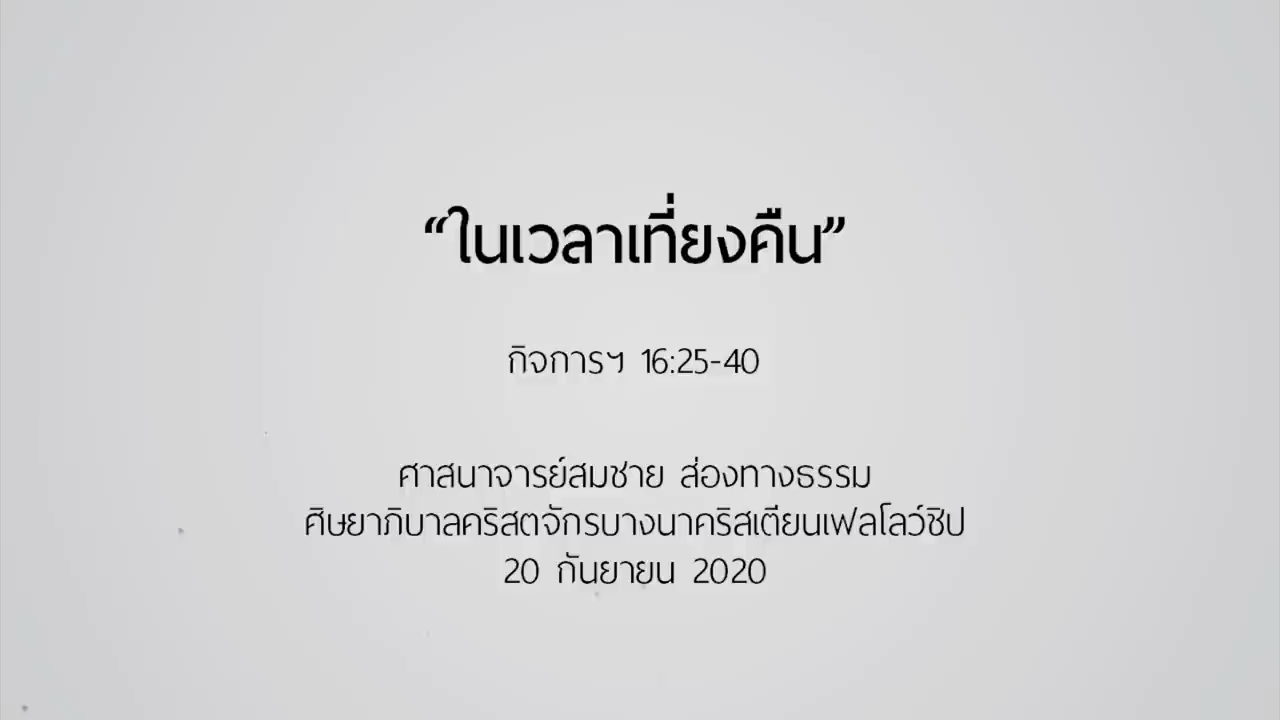 “ในเวลาเที่ยงคืน”
กิจการฯ 16:25-40
ศาสนาจารย์สมชาย ส่องทางธรรม
ศิษยาภิบาลคริสตจักรบางนาคริสเตียนเฟลโลว์ชิป
20 กันยายน 2020